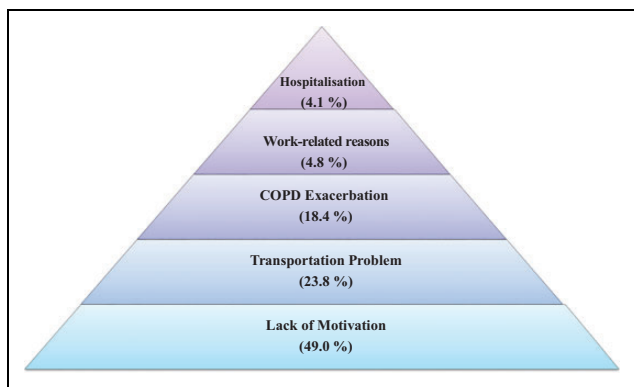 Hospitalisation
(4.1 %)
Work-related reasons
(4.8 %)
COPD Exacerbation
(18.4 %)
Transportation Problem
(23.8 %)
Lack of Motivation
(49.0 %)